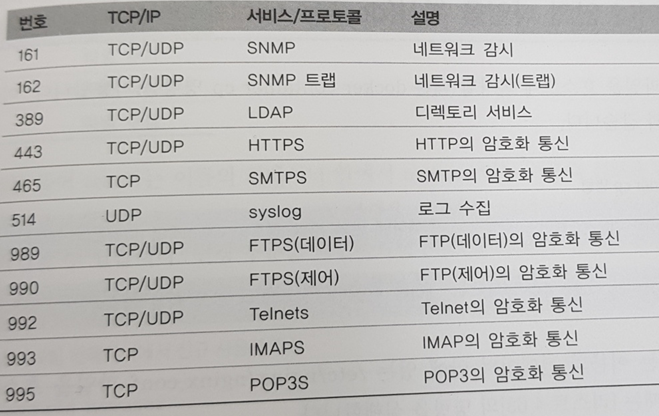 번호 TCP/IP 서비스/프로토콜 설명
161 TCP/UDP SNMP 네트워크 감시
162 TCP/UDP SNMP 트랩 네트워크 감시(트랩)
389 TCP/UDP LDAP 디렉토리 서비스
443 TCP/UDP HTTPS HTTP의 암호화 통신
465 TCP SMTPS SMTP의 암호화 통신
514 UDP syslog 로그 수집
989 TCP/UDP FTPS(데이터) FTP(데이터)의 암호화 통신
990 TCP/UDP FTPS(제어) FTP(제어)의 암호화 통신
992 TCP/UDP Telnets Telnet의 암호화 통신
993 TCP IMAPS IMAP의 암호화 통신
995 TCP POP3S POP3의 암호화 통신